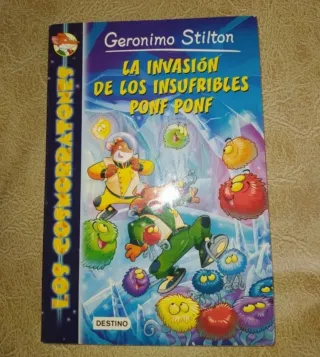 Geronimo Stilton
LA INVASIÓN
DE LOS INSUFRIBLES
PONF PONF
LOS COSMORRATONES
DESTINO